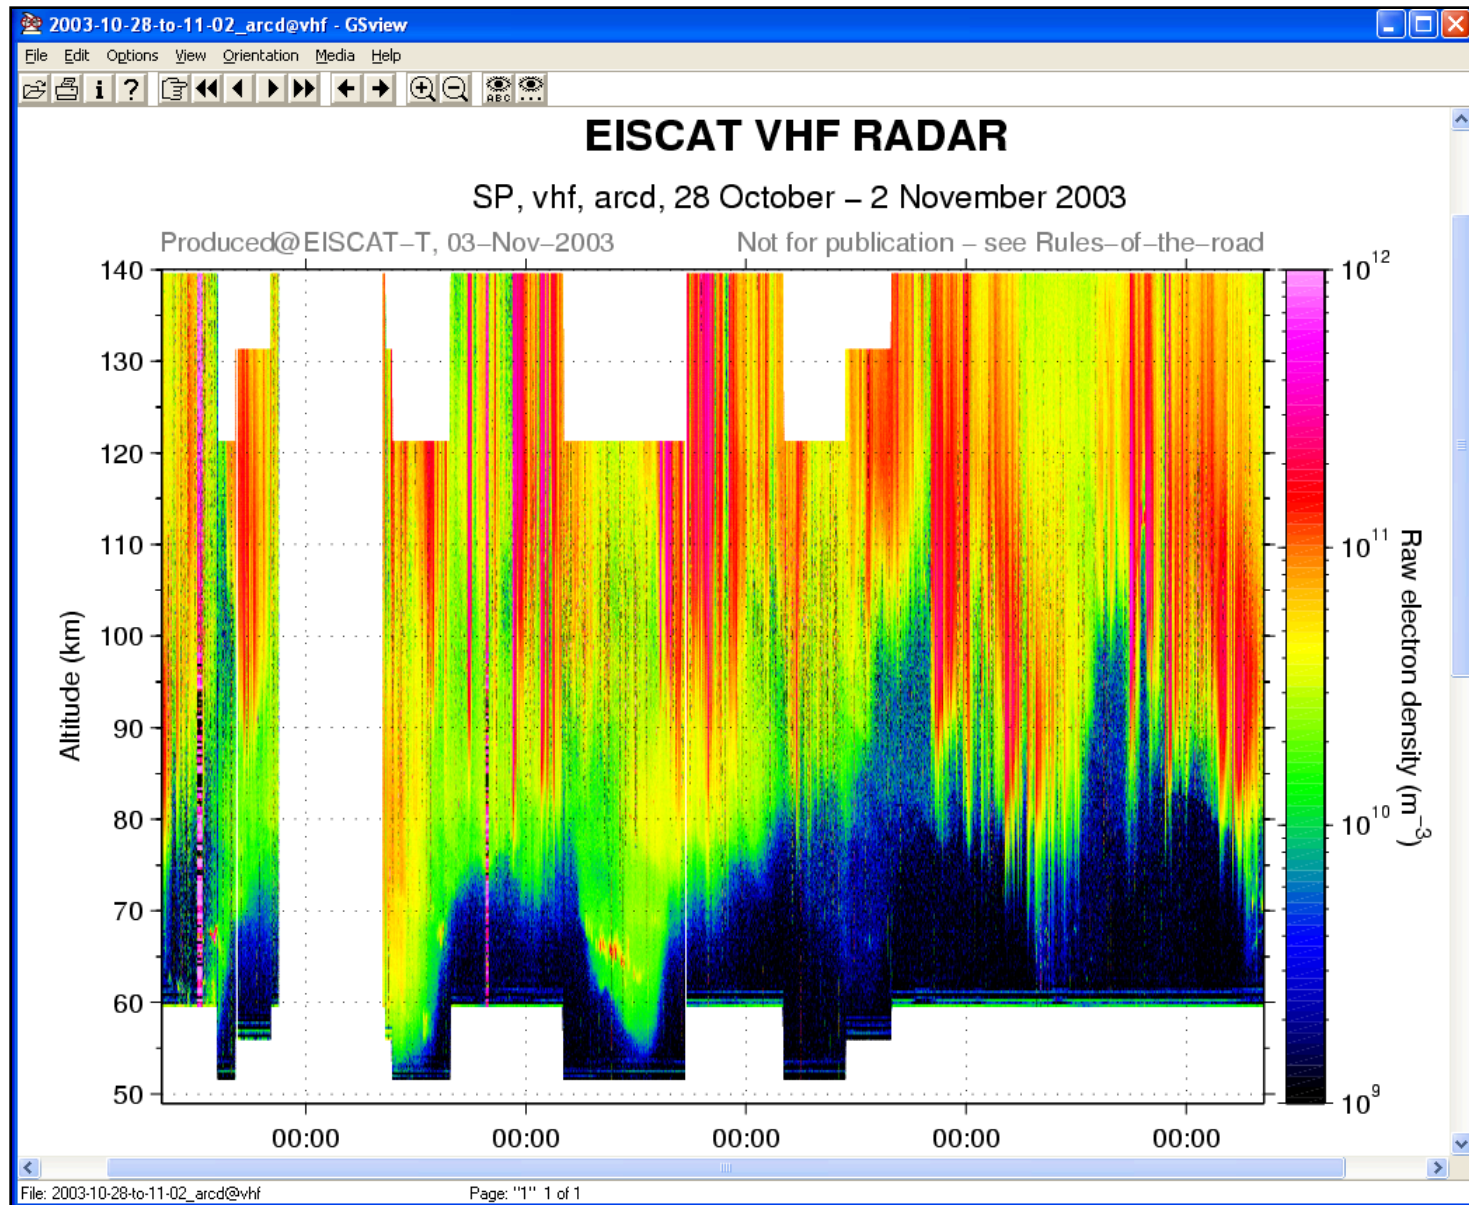 2003-10-28-to-11-02_arcd@vhf - GSview
File Edit Options View Orientation Media Help
i ? ABC
EISCAT VHF RADAR
SP, vhf, arcd, 28 October – 2 November 2003
Produced@EISCAT–T, 03–Nov–2003 Not for publication – see Rules–of–the–road
140
130
120
110
100
90
80
70
60
50
Altitude (km)
00:00 00:00 00:00 00:00 00:00
10^12
10^11
10^10
10^9
Raw electron density (m^−3)
File: 2003-10-28-to-11-02_arcd@vhf Page: "1" 1 of 1